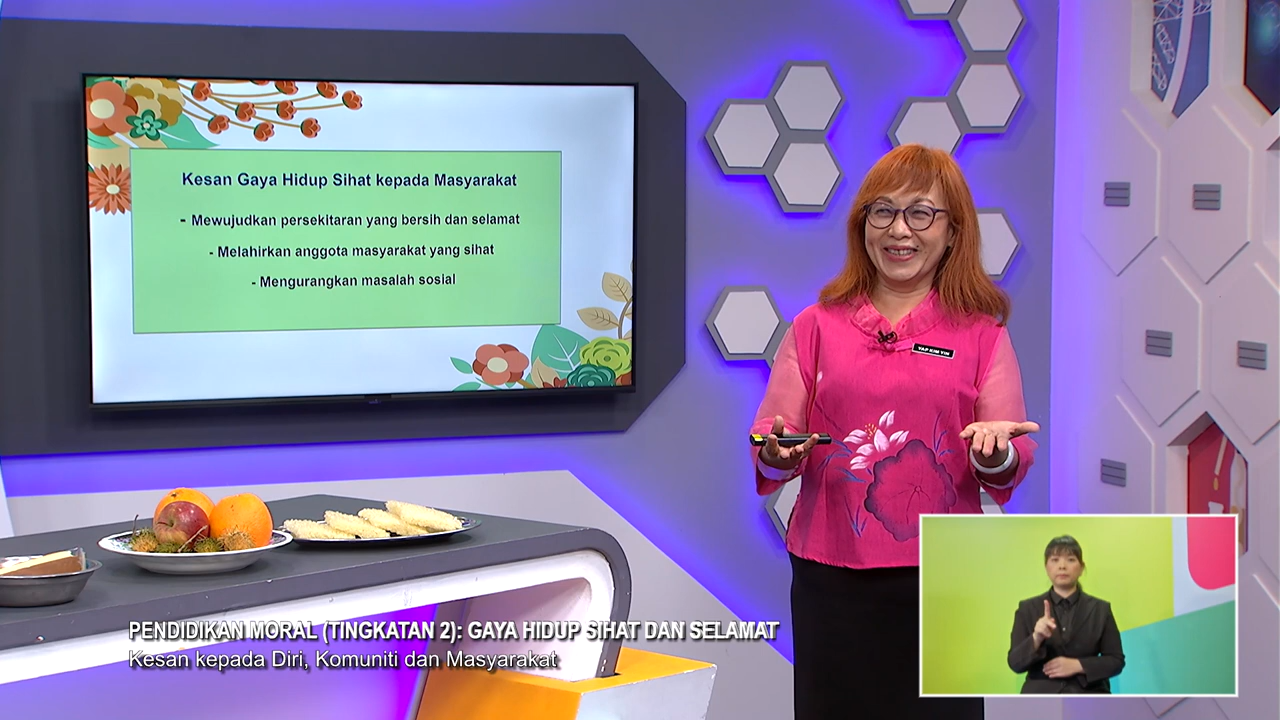 Kesan Gaya Hidup Sihat kepada Masyarakat
- Mewujudkan persekitaran yang bersih dan selamat
- Melahirkan anggota masyarakat yang sihat
- Mengurangkan masalah sosial
YAP KIM YIN
PENDIDIKAN MORAL (TINGKATAN 2): GAYA HIDUP SIHAT DAN SELAMAT
Kesan kepada Diri, Komuniti dan Masyarakat